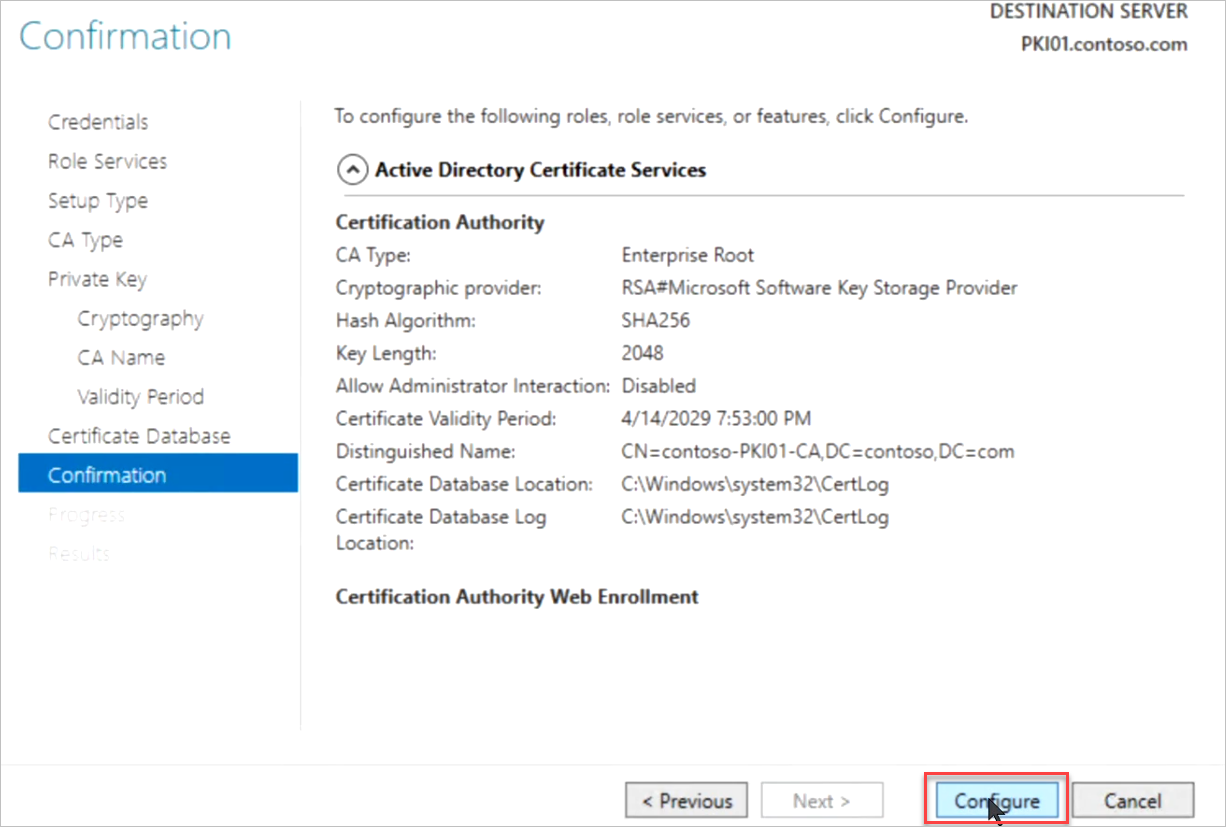 Confirmation
DESTINATION SERVER
PKI01.contoso.com
Credentials
Role Services
Setup Type
CA Type
Private Key
Cryptography
CA Name
Validity Period
Certificate Database
Confirmation
Progress
Results
To configure the following roles, role services, or features, click Configure.
Active Directory Certificate Services
Certification Authority
CA Type: Enterprise Root
Cryptographic provider: RSA#Microsoft Software Key Storage Provider
Hash Algorithm: SHA256
Key Length: 2048
Allow Administrator Interaction: Disabled
Certificate Validity Period: 4/14/2029 7:53:00 PM
Distinguished Name: CN=contoso-PKI01-CA,DC=contoso,DC=com
Certificate Database Location: C:\Windows\system32\CertLog
Certificate Database Log C:\Windows\system32\CertLog
Location:
Certification Authority Web Enrollment
< Previous Next > Configure Cancel